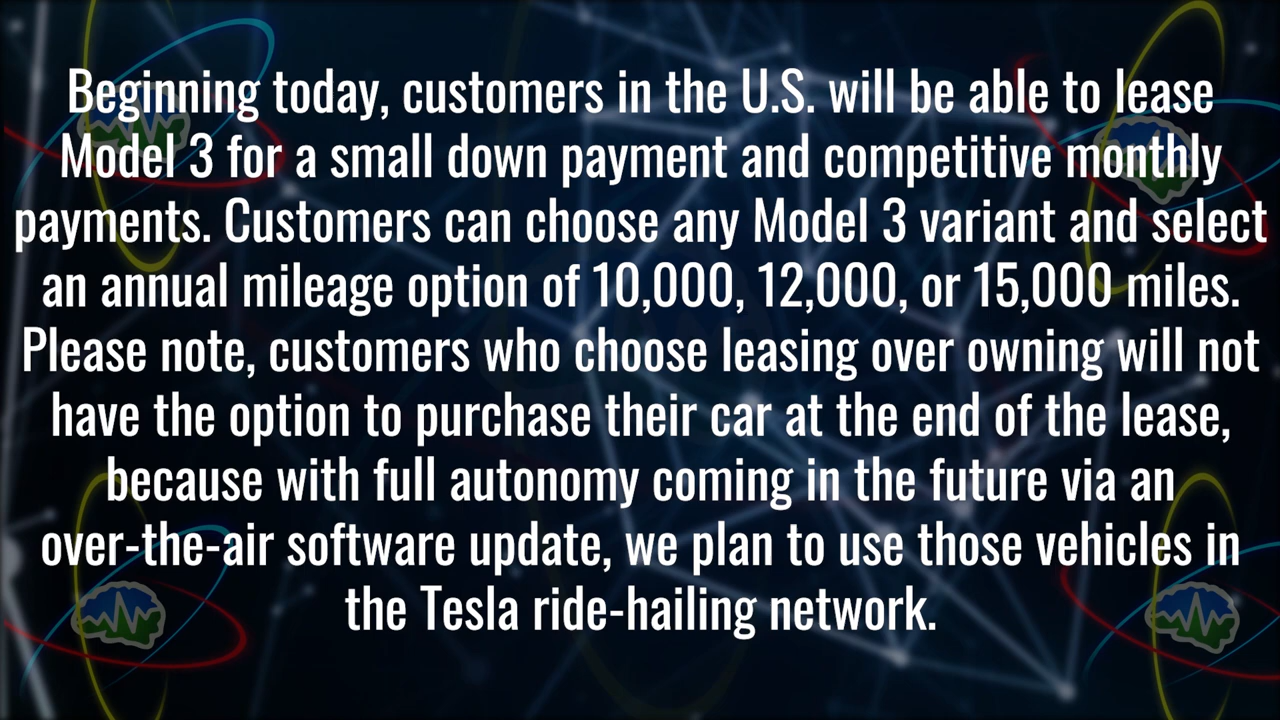 Beginning today, customers in the U.S. will be able to lease
Model 3 for a small down payment and competitive monthly
payments. Customers can choose any Model 3 variant and select
an annual mileage option of 10,000, 12,000, or 15,000 miles.
Please note, customers who choose leasing over owning will not
have the option to purchase their car at the end of the lease,
because with full autonomy coming in the future via an
over-the-air software update, we plan to use those vehicles in
the Tesla ride-hailing network.